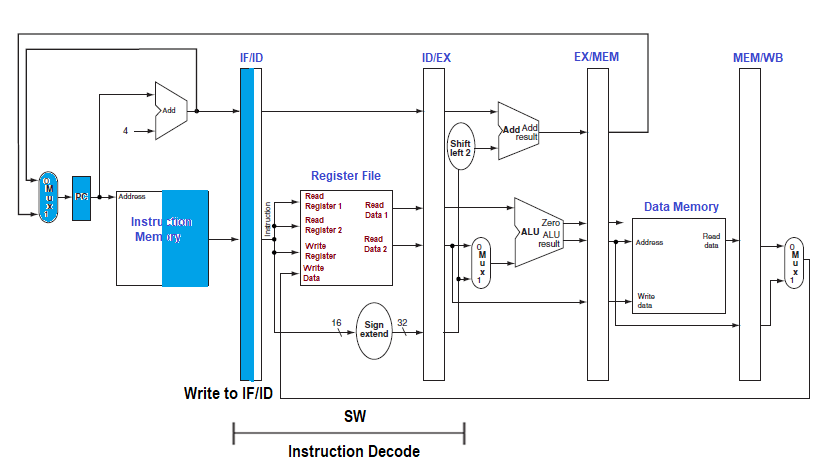 IF/ID
ID/EX
EX/MEM
MEM/WB
Add
4
Shift
left 2
Add Add
result
0
M
u
x
1
PC
Address
Instruction
Memory
Instruction
Register File
Read
Register 1
Read
Register 2
Write
Register
Write
Data
Read
Data 1
Read
Data 2
16
Sign
extend
32
0
M
u
x
1
Zero
ALU ALU
result
Data Memory
Address
Read
data
Write
data
0
M
u
x
1
Write to IF/ID
SW
Instruction Decode